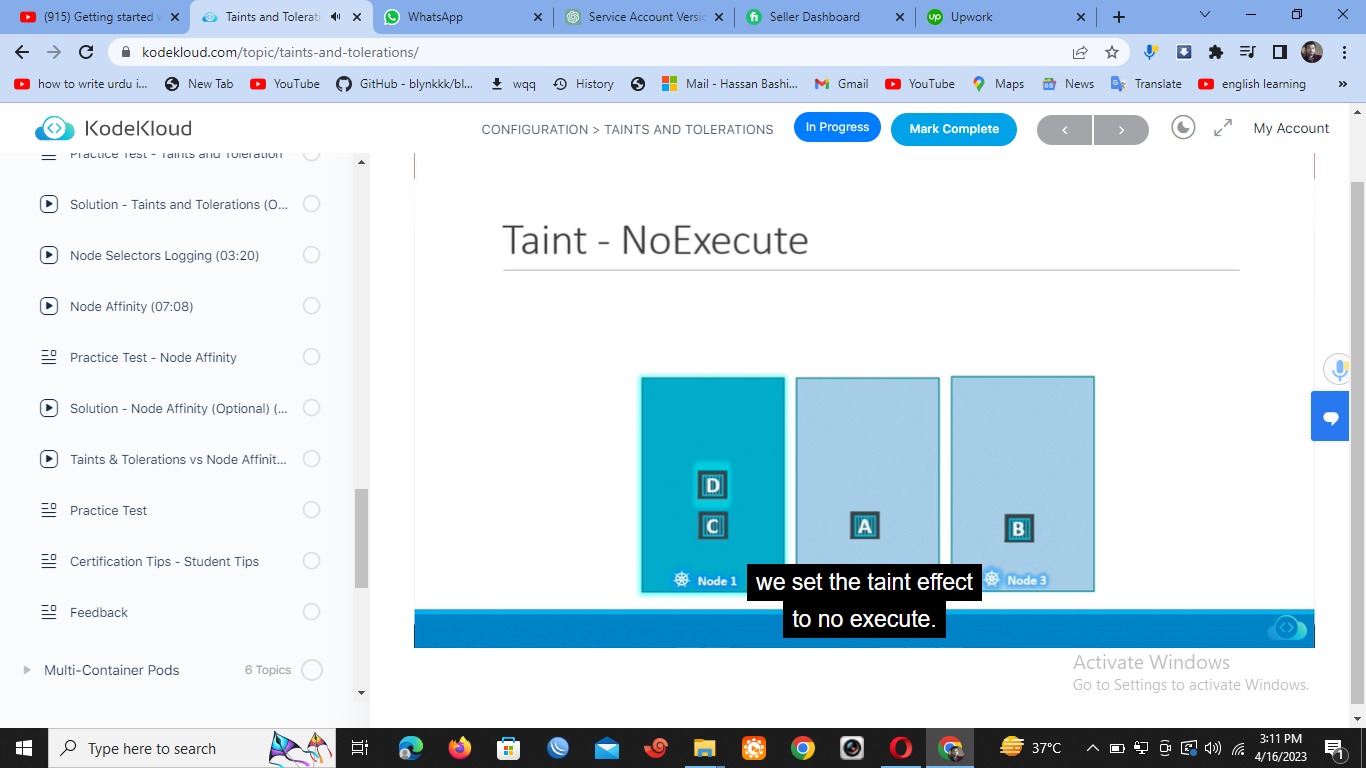 (915) Getting started w
Taints and Tolerati
WhatsApp
Service Account Versio
Seller Dashboard
Upwork
kodekloud.com/topic/taints-and-tolerations/
how to write urdu i...
New Tab
YouTube
GitHub - blynkkk/bl...
wqq
History
Mail - Hassan Bashi...
Gmail
YouTube
Maps
News
Translate
english learning
»
KodeKloud
CONFIGURATION > TAINTS AND TOLERATIONS
In Progress
Mark Complete
My Account
Practice Test - Taints and Toleration
Solution - Taints and Tolerations (O...
Node Selectors Logging (03:20)
Node Affinity (07:08)
Practice Test - Node Affinity
Solution - Node Affinity (Optional) (...
Taints & Tolerations vs Node Affinit...
Practice Test
Certification Tips - Student Tips
Feedback
Multi-Container Pods
6 Topics
Taint - NoExecute
D
C
A
B
Node 1
Node 3
we set the taint effect
to no execute.
Activate Windows
Go to Settings to activate Windows.
Type here to search
37°C
3:11 PM
4/16/2023
1